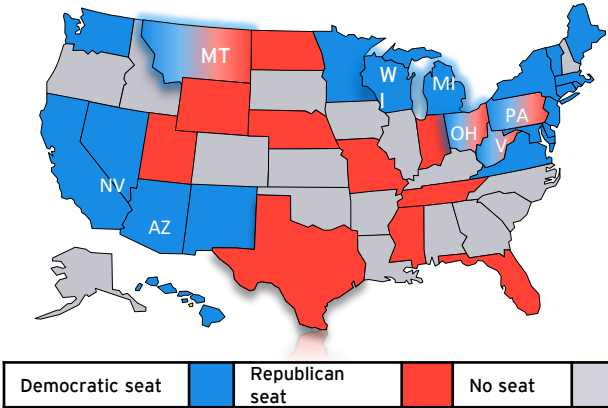 MT
W
I
MI
OH
PA
V
NV
AZ
Democratic seat
Republican
seat
No seat